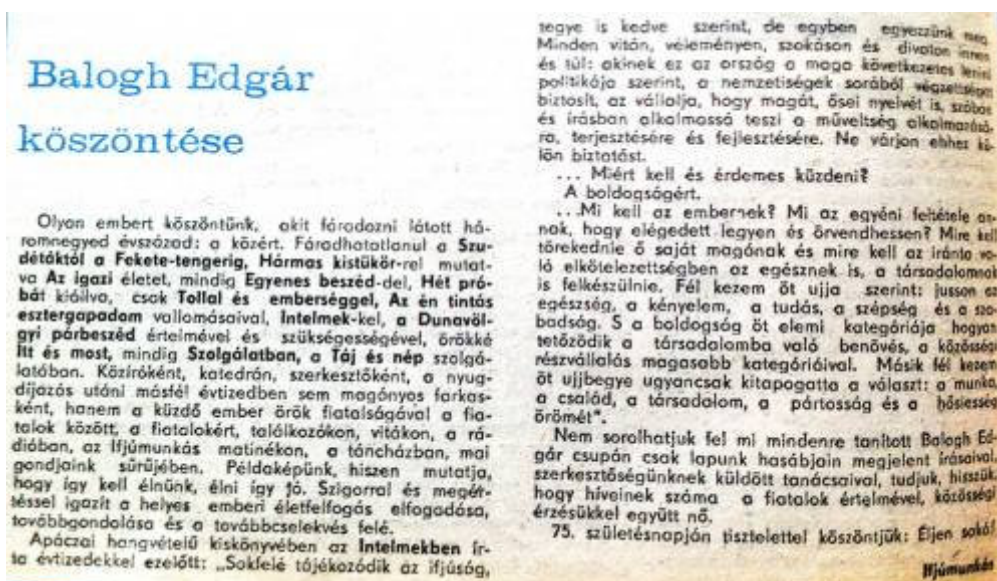 Balogh Edgár
köszöntése
Olyan embert köszöntünk, akit fáradozni látott há-
romnegyed évszázad: a közért. Fáradhatatlanul a Szu-
détáktól a Fekete-tengerig, Hármas kistükör-rel mutat-
va Az igazi életet, mindig Egyenes beszéd-del, Hét pró-
bát kiállva, csak Tollal és emberséggel, Az én tintás
esztergapadom vallomásaival, Intelmek-kel, a Dunavöl-
gyi párbeszéd értelmével és szükségességével, örökké
Itt és most, mindig Szolgálatban, a Táj és nép szolgá-
latában. Közíróként, katedrán, szerkesztőként, a nyug-
díjazás utáni másfél évtizedben sem magányos farkas-
ként, hanem a küzdő ember örök fiatalságával a fia-
talok között, a fiatalokért, találkozókon, vitákon, a rá-
dióban, az Ifjúmunkás matinékon, a táncházban, mai
gondjaink sűrűjében. Példaképünk, hiszen mutatja,
hogy így kell élnünk, élni így jó. Szigorral és megér-
téssel igazít a helyes emberi életfelfogás elfogadása,
továbbgondolása és a továbbcselekvés felé.
Apáczai hangvételű kiskönyvében az Intelmekben ír-
ta évtizedekkel ezelőtt: „Sokfelé tájékozódik az ifjúság,
tegye is kedve szerint, de egyben egyezzünk meg
Minden vitán, véleményen, szokáson és divaton innen
és túl: akinek ez az ország a maga következetes lenini
politikája szerint, a nemzetiségek sorából végzettséget
biztosít, az vállalja, hogy magát, ősei nyelvét is, szóban
és írásban alkalmassá teszi a műveltség alkalmazásá-
ra, terjesztésére és fejlesztésére. Ne várjon ehhez kü-
lön biztatást.
... Miért kell és érdemes küzdeni?
A boldogságért.
...Mi kell az embernek? Mi az egyéni feltétele an-
nak, hogy elégedett legyen és örvendhessen? Mire kell
törekednie ő saját magának és mire kell az iránta va-
ló elkötelezettségben az egésznek is, a társadalomnak
is felkészülnie. Fél kezem öt ujja szerint: jusson ez
egészség, a kényelem, a tudás, a szépség és a sza-
badság. S a boldogság öt elemi kategóriája hogyan
tetőződik a társadalomba való benövés, a közösségi
részvállalás magasabb kategóriáival. Másik fél kezem
öt ujjbegye ugyancsak kitapogatta a választ: a munka,
a család, a társadalom, a pártosság és a hősiesség
örömét".
Nem sorolhatjuk fel mi mindenre tanított Balogh Ed-
gár csupán csak lapunk hasábjain megjelent írásaival,
szerkesztőségünknek küldött tanácsaival, tudjuk, hisszük,
hogy híveinek száma a fiatalok értelmével, közösségi
érzésükkel együtt nő.
75. születésnapján tisztelettel köszöntjük: Éljen soká!
Ifjúmunkás